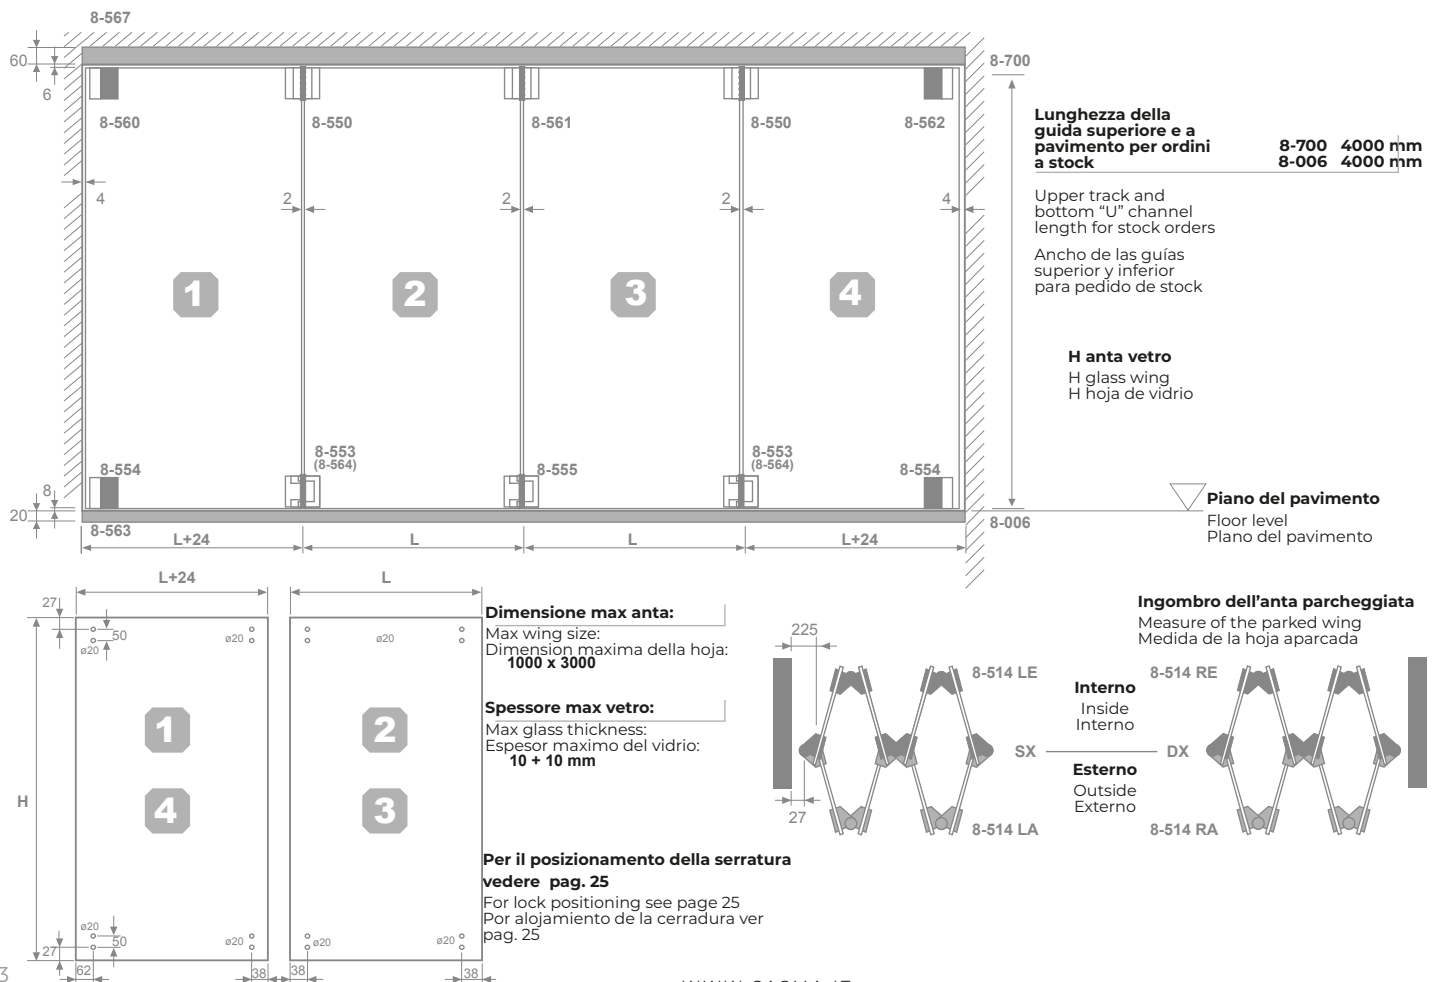 8-567
60
6
8-700
8-560
8-550
8-561
8-550
8-562
4
2
2
2
4
1
2
3
4
8-554
8-553
(8-564)
8-555
8-553
(8-564)
8-554
8
20
8-563
8-006
L+24
L
L
L+24
Lunghezza della
guida superiore e a
pavimento per ordini
a stock
8-700 4000 mm
8-006 4000 mm
Upper track and
bottom “U” channel
length for stock orders
Ancho de las guías
superior y inferior
para pedido de stock
H anta vetro
H glass wing
H hoja de vidrio
Piano del pavimento
Floor level
Plano del pavimento
L+24
L
27
50
ø20
ø20
ø20
1
2
4
3
H
ø20
50
ø20
ø20
ø20
27
62
38
38
38
Dimensione max anta:
Max wing size:
Dimension maxima della hoja:
1000 x 3000
Spessore max vetro:
Max glass thickness:
Espesor maximo del vidrio:
10 + 10 mm
Per il posizionamento della serratura
vedere pag. 25
For lock positioning see page 25
Por alojamiento de la cerradura ver
pag. 25
Ingombro dell’anta parcheggiata
Measure of the parked wing
Medida de la hoja aparcada
225
8-514 LE
8-514 RE
Interno
Inside
Interno
SX
DX
Esterno
Outside
Externo
27
8-514 LA
8-514 RA